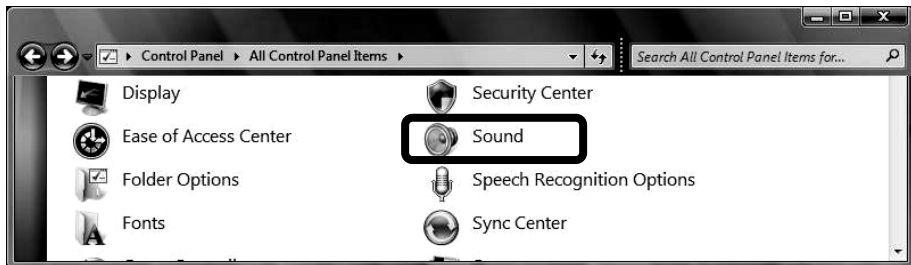 Control Panel ▸ All Control Panel Items ▸
Search All Control Panel Items for...
Display
Security Center
Ease of Access Center
Sound
Folder Options
Speech Recognition Options
Fonts
Sync Center